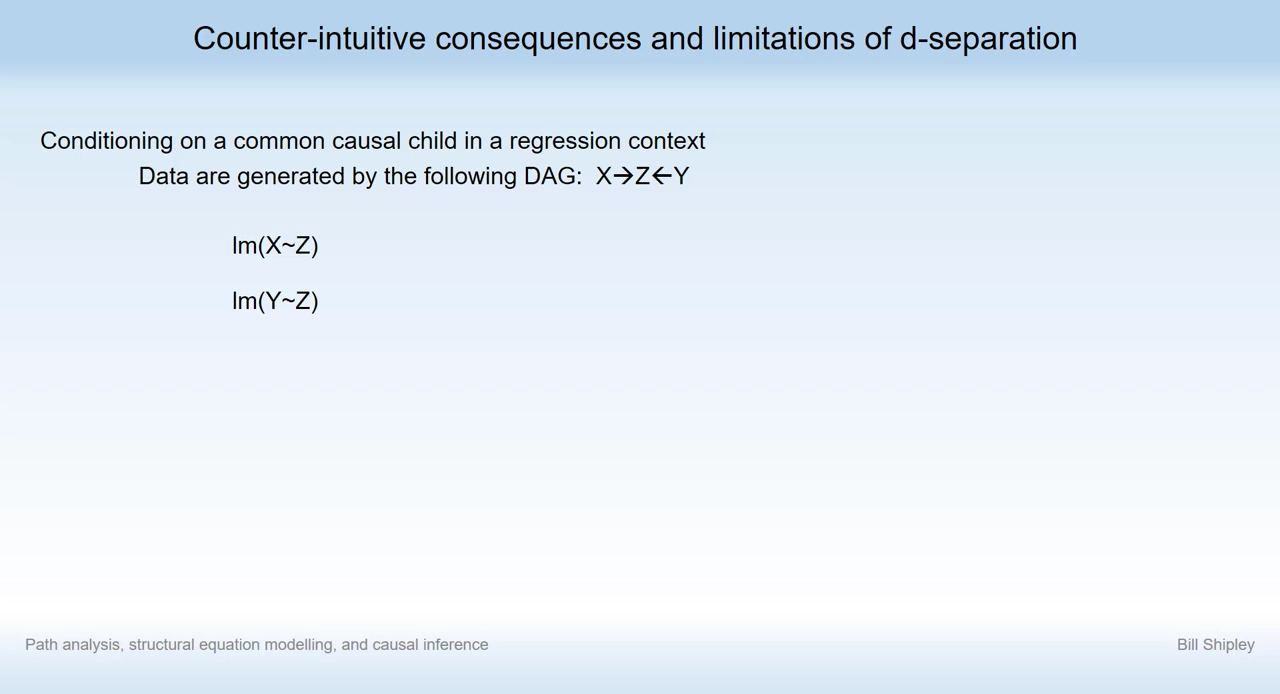 Counter-intuitive consequences and limitations of d-separation
Conditioning on a common causal child in a regression context
Data are generated by the following DAG: X→Z←Y
lm(X~Z)
lm(Y~Z)
Path analysis, structural equation modelling, and causal inference
Bill Shipley